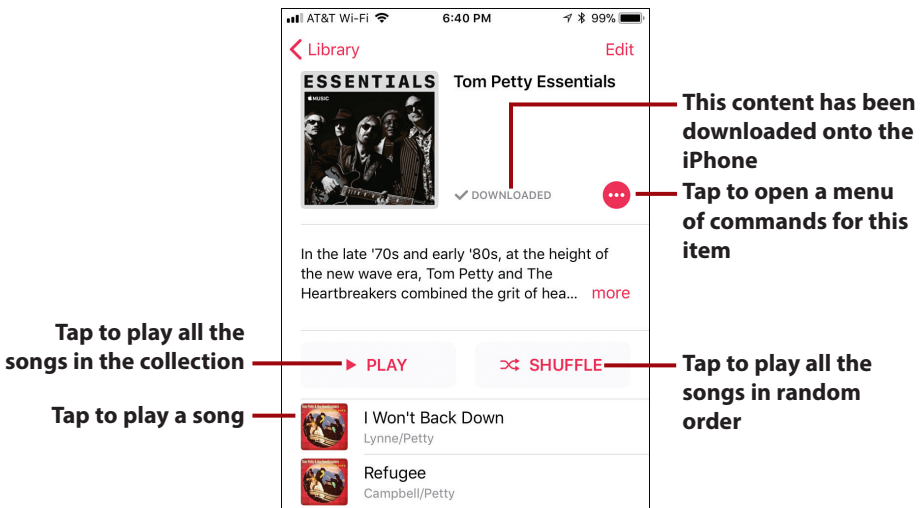 AT&T Wi-Fi 6:40 PM 99%
Library Edit
ESSENTIALS
MUSIC
Tom Petty Essentials
This content has been
downloaded onto the
iPhone
DOWNLOADED
Tap to open a menu
of commands for this
item
In the late '70s and early '80s, at the height of
the new wave era, Tom Petty and The
Heartbreakers combined the grit of hea... more
Tap to play all the
songs in the collection
PLAY
SHUFFLE
Tap to play all the
songs in random
order
Tap to play a song
I Won't Back Down
Lynne/Petty
Refugee
Campbell/Petty